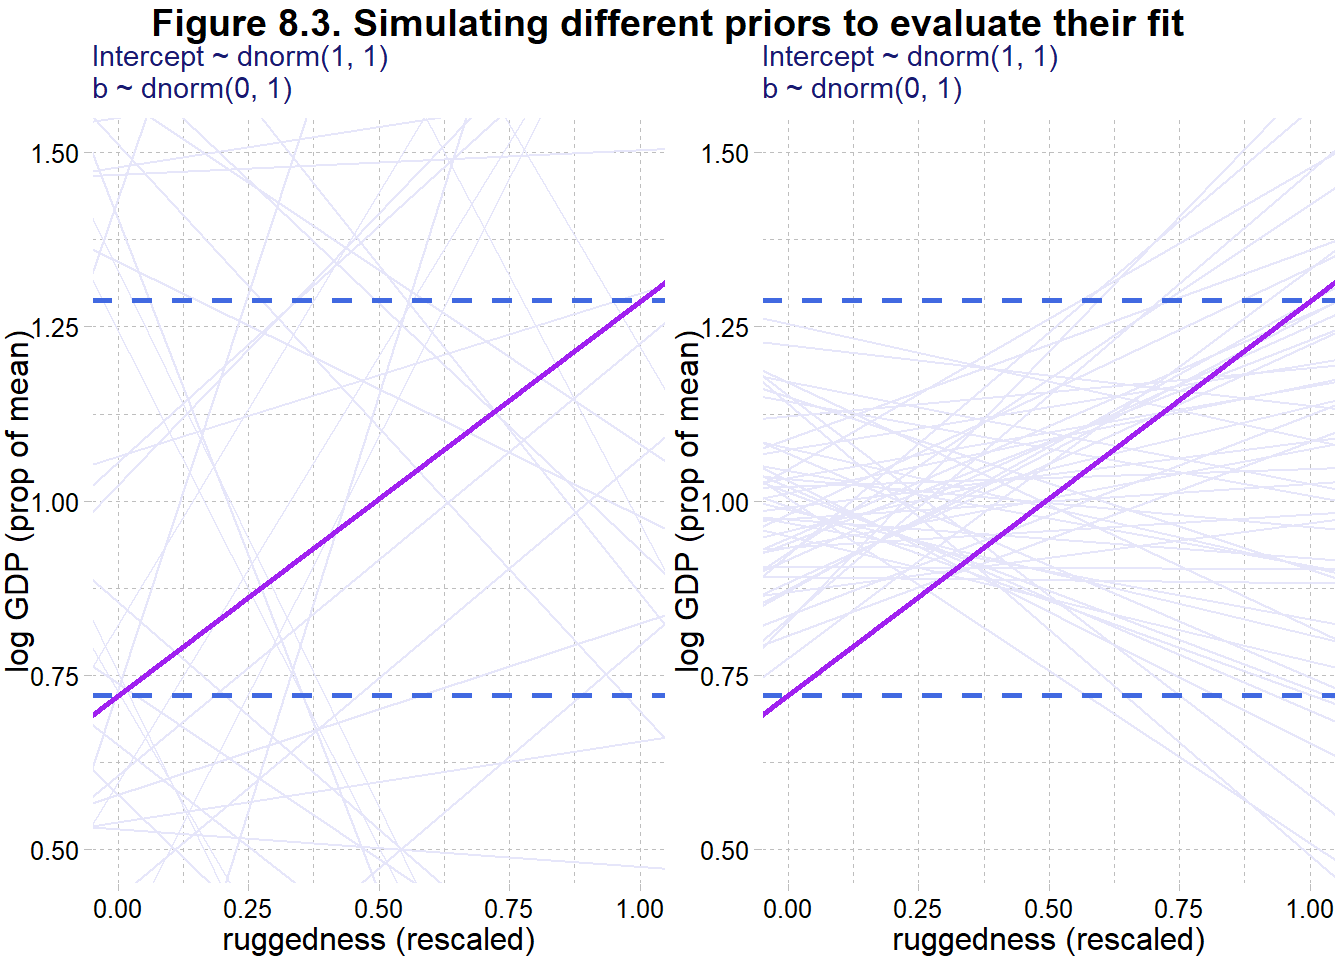 Figure 8.3. Simulating different priors to evaluate their fit
Intercept ~ dnorm(1, 1)
b ~ dnorm(0, 1)
log GDP (prop of mean)
1.50
1.25
1.00
0.75
0.50
0.00 0.25 0.50 0.75 1.00
ruggedness (rescaled)
Intercept ~ dnorm(1, 1)
b ~ dnorm(0, 1)
log GDP (prop of mean)
1.50
1.25
1.00
0.75
0.50
0.00 0.25 0.50 0.75 1.00
ruggedness (rescaled)